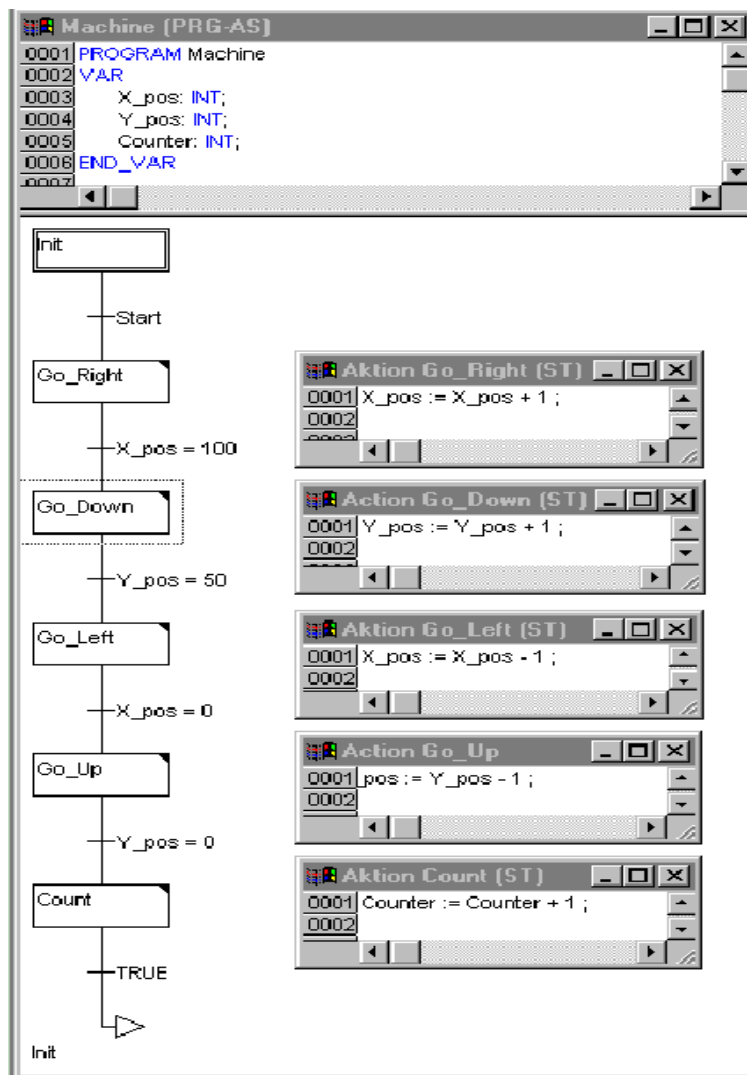 Machine (PRG-AS)
0001 PROGRAM Machine
0002 VAR
0003 X_pos: INT;
0004 Y_pos: INT;
0005 Counter: INT;
0006 END_VAR
0007
Init
Start
Go_Right
Aktion Go_Right (ST)
0001 X_pos := X_pos + 1 ;
0002
X_pos = 100
Go_Down
Action Go_Down (ST)
0001 Y_pos := Y_pos + 1 ;
0002
Y_pos = 50
Go_Left
Aktion Go_Left (ST)
0001 X_pos := X_pos - 1 ;
0002
X_pos = 0
Go_Up
Action Go_Up
0001 _pos := Y_pos - 1 ;
0002
Y_pos = 0
Count
Aktion Count (ST)
0001 Counter := Counter + 1 ;
0002
TRUE
Init